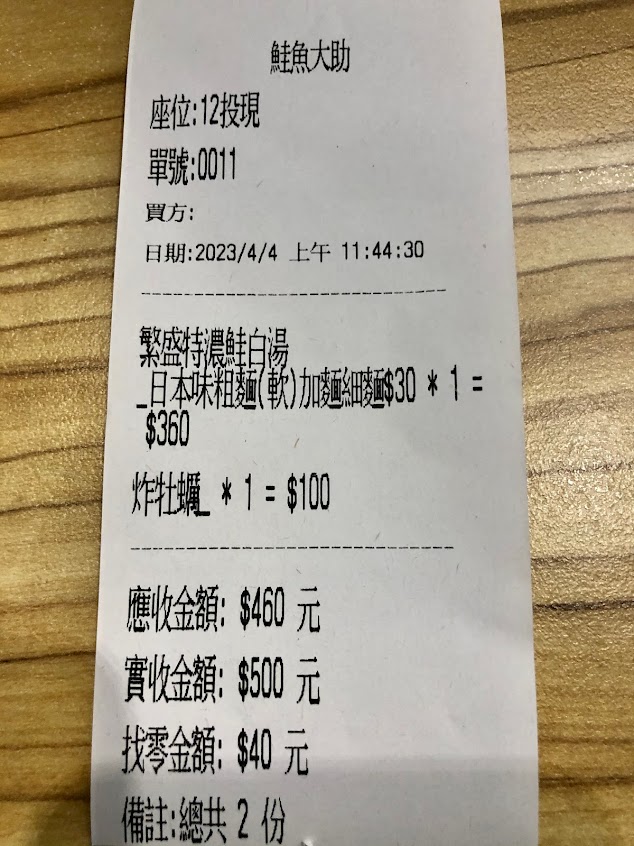 鮭魚大助
座位:12投現
單號:0011
買方:
日期:2023/4/4 上午 11:44:30
繁盛特濃鮭白湯
_日本味粗麵(軟)加麵細麵$30 * 1 =
$360
炸牡蠣_ * 1 = $100
應收金額: $460 元
實收金額: $500 元
找零金額: $40 元
備註:總共 2 份